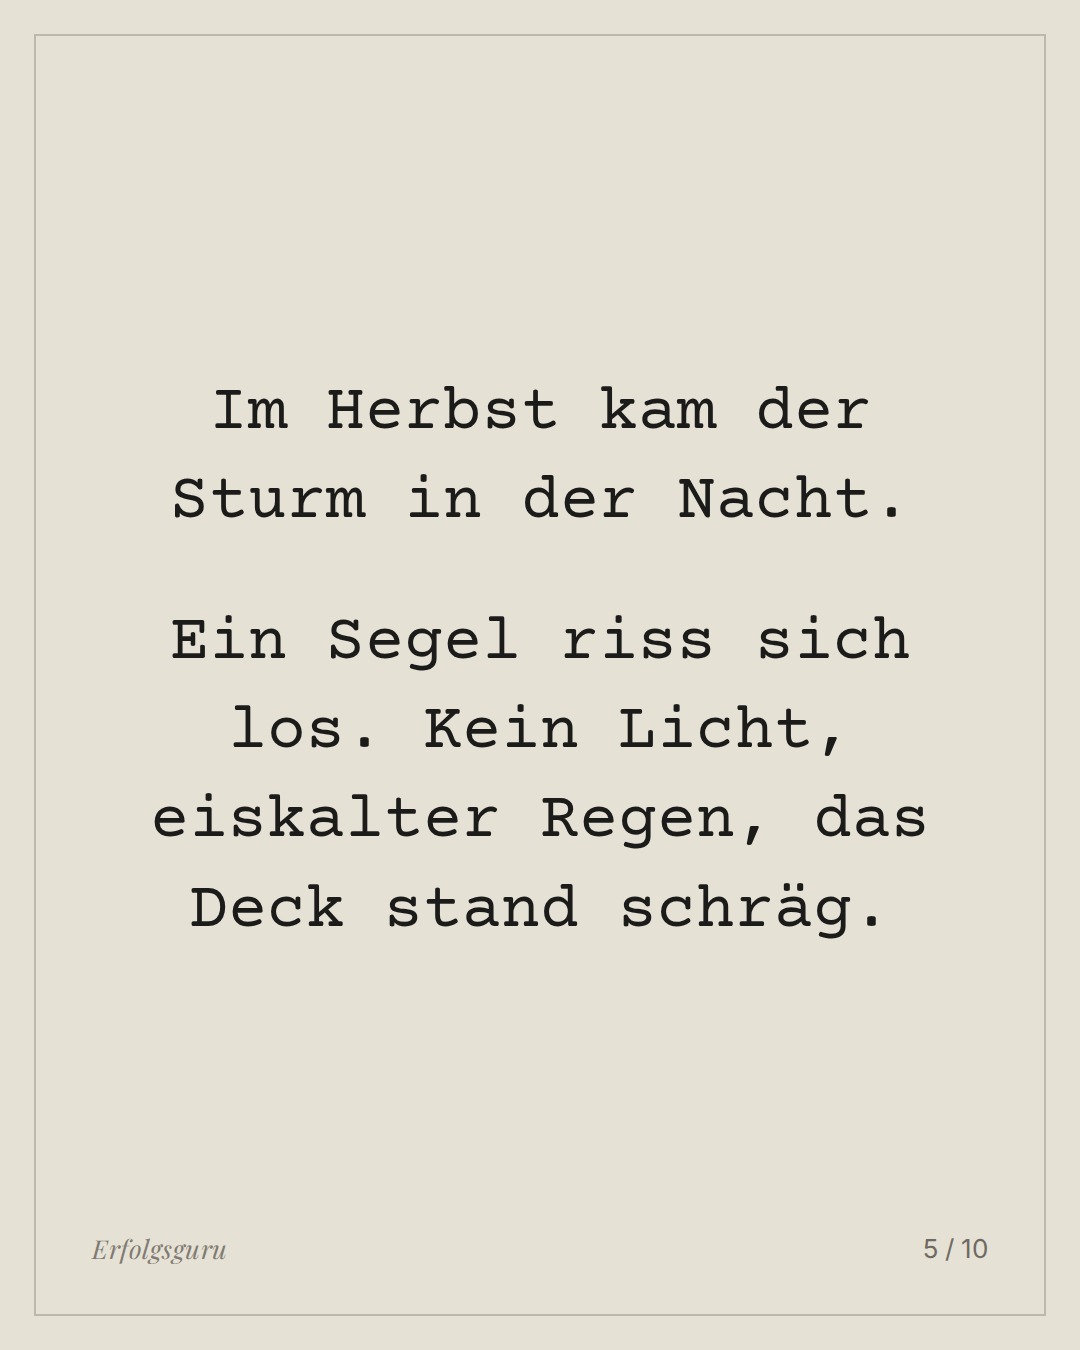 Im Herbst kam der
Sturm in der Nacht.
Ein Segel riss sich
los. Kein Licht,
eiskalter Regen, das
Deck stand schräg.
Erfolgsguru
5 / 10